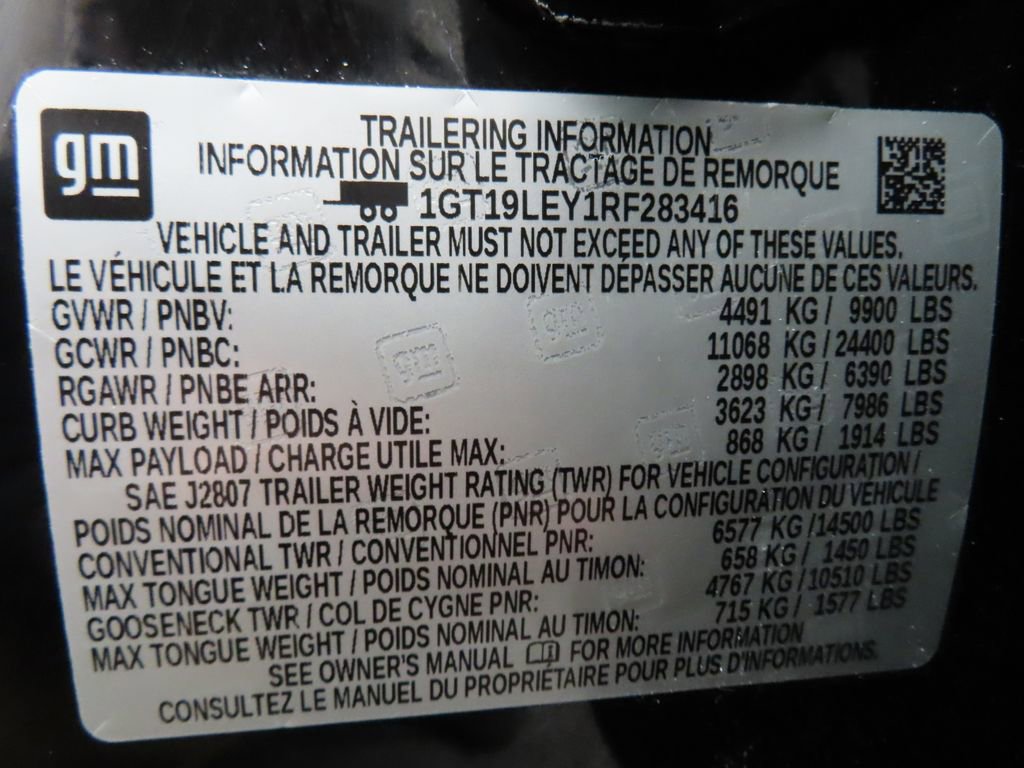 gm
TRAILERING INFORMATION
INFORMATION SUR LE TRACTAGE DE REMORQUE
1GT19LEY1RF283416
VEHICLE AND TRAILER MUST NOT EXCEED ANY OF THESE VALUES.
LE VÉHICULE ET LA REMORQUE NE DOIVENT DÉPASSER AUCUNE DE CES VALEURS.
GVWR / PNBV: 4491 KG / 9900 LBS
GCWR / PNBC: 11068 KG / 24400 LBS
RGAWR / PNBE ARR: 2898 KG / 6390 LBS
CURB WEIGHT / POIDS À VIDE: 3623 KG / 7986 LBS
MAX PAYLOAD / CHARGE UTILE MAX: 868 KG / 1914 LBS
SAE J2807 TRAILER WEIGHT RATING (TWR) FOR VEHICLE CONFIGURATION /
POIDS NOMINAL DE LA REMORQUE (PNR) POUR LA CONFIGURATION DU VÉHICULE
CONVENTIONAL TWR / CONVENTIONNEL PNR: 6577 KG /14500 LBS
MAX TONGUE WEIGHT / POIDS NOMINAL AU TIMON: 658 KG / 1450 LBS
GOOSENECK TWR / COL DE CYGNE PNR: 4767 KG /10510 LBS
MAX TONGUE WEIGHT / POIDS NOMINAL AU TIMON: 715 KG / 1577 LBS
SEE OWNER'S MANUAL FOR MORE INFORMATION
CONSULTEZ LE MANUEL DU PROPRIÉTAIRE POUR PLUS D'INFORMATIONS.